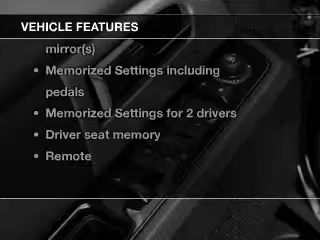 VEHICLE FEATURES
mirror(s)
• Memorized Settings including
pedals
• Memorized Settings for 2 drivers
• Driver seat memory
• Remote